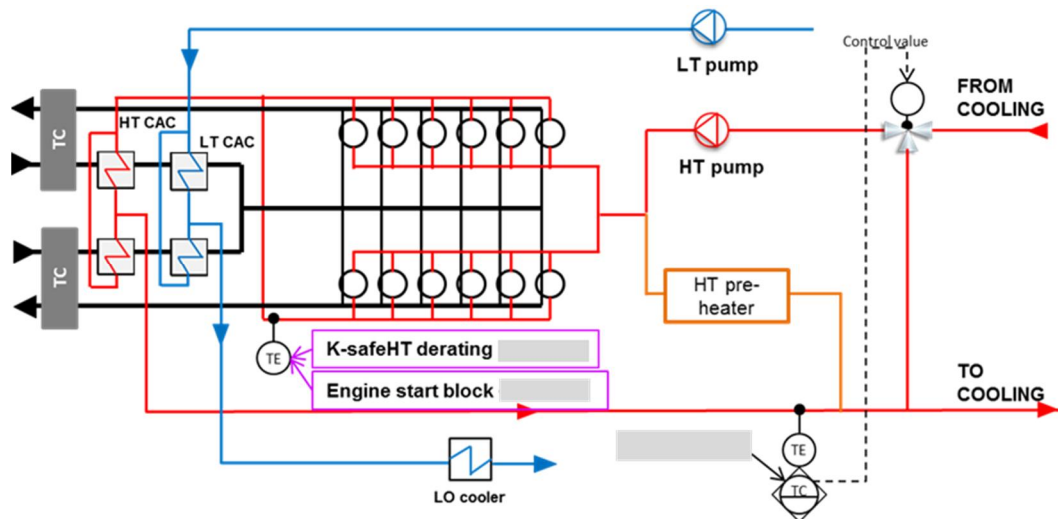 LT pump
Control value
FROM
COOLING
HT pump
HT CAC
LT CAC
TC
TC
HT pre-
heater
TE
K-safeHT derating
Engine start block
TO
COOLING
TE
TC
LO cooler